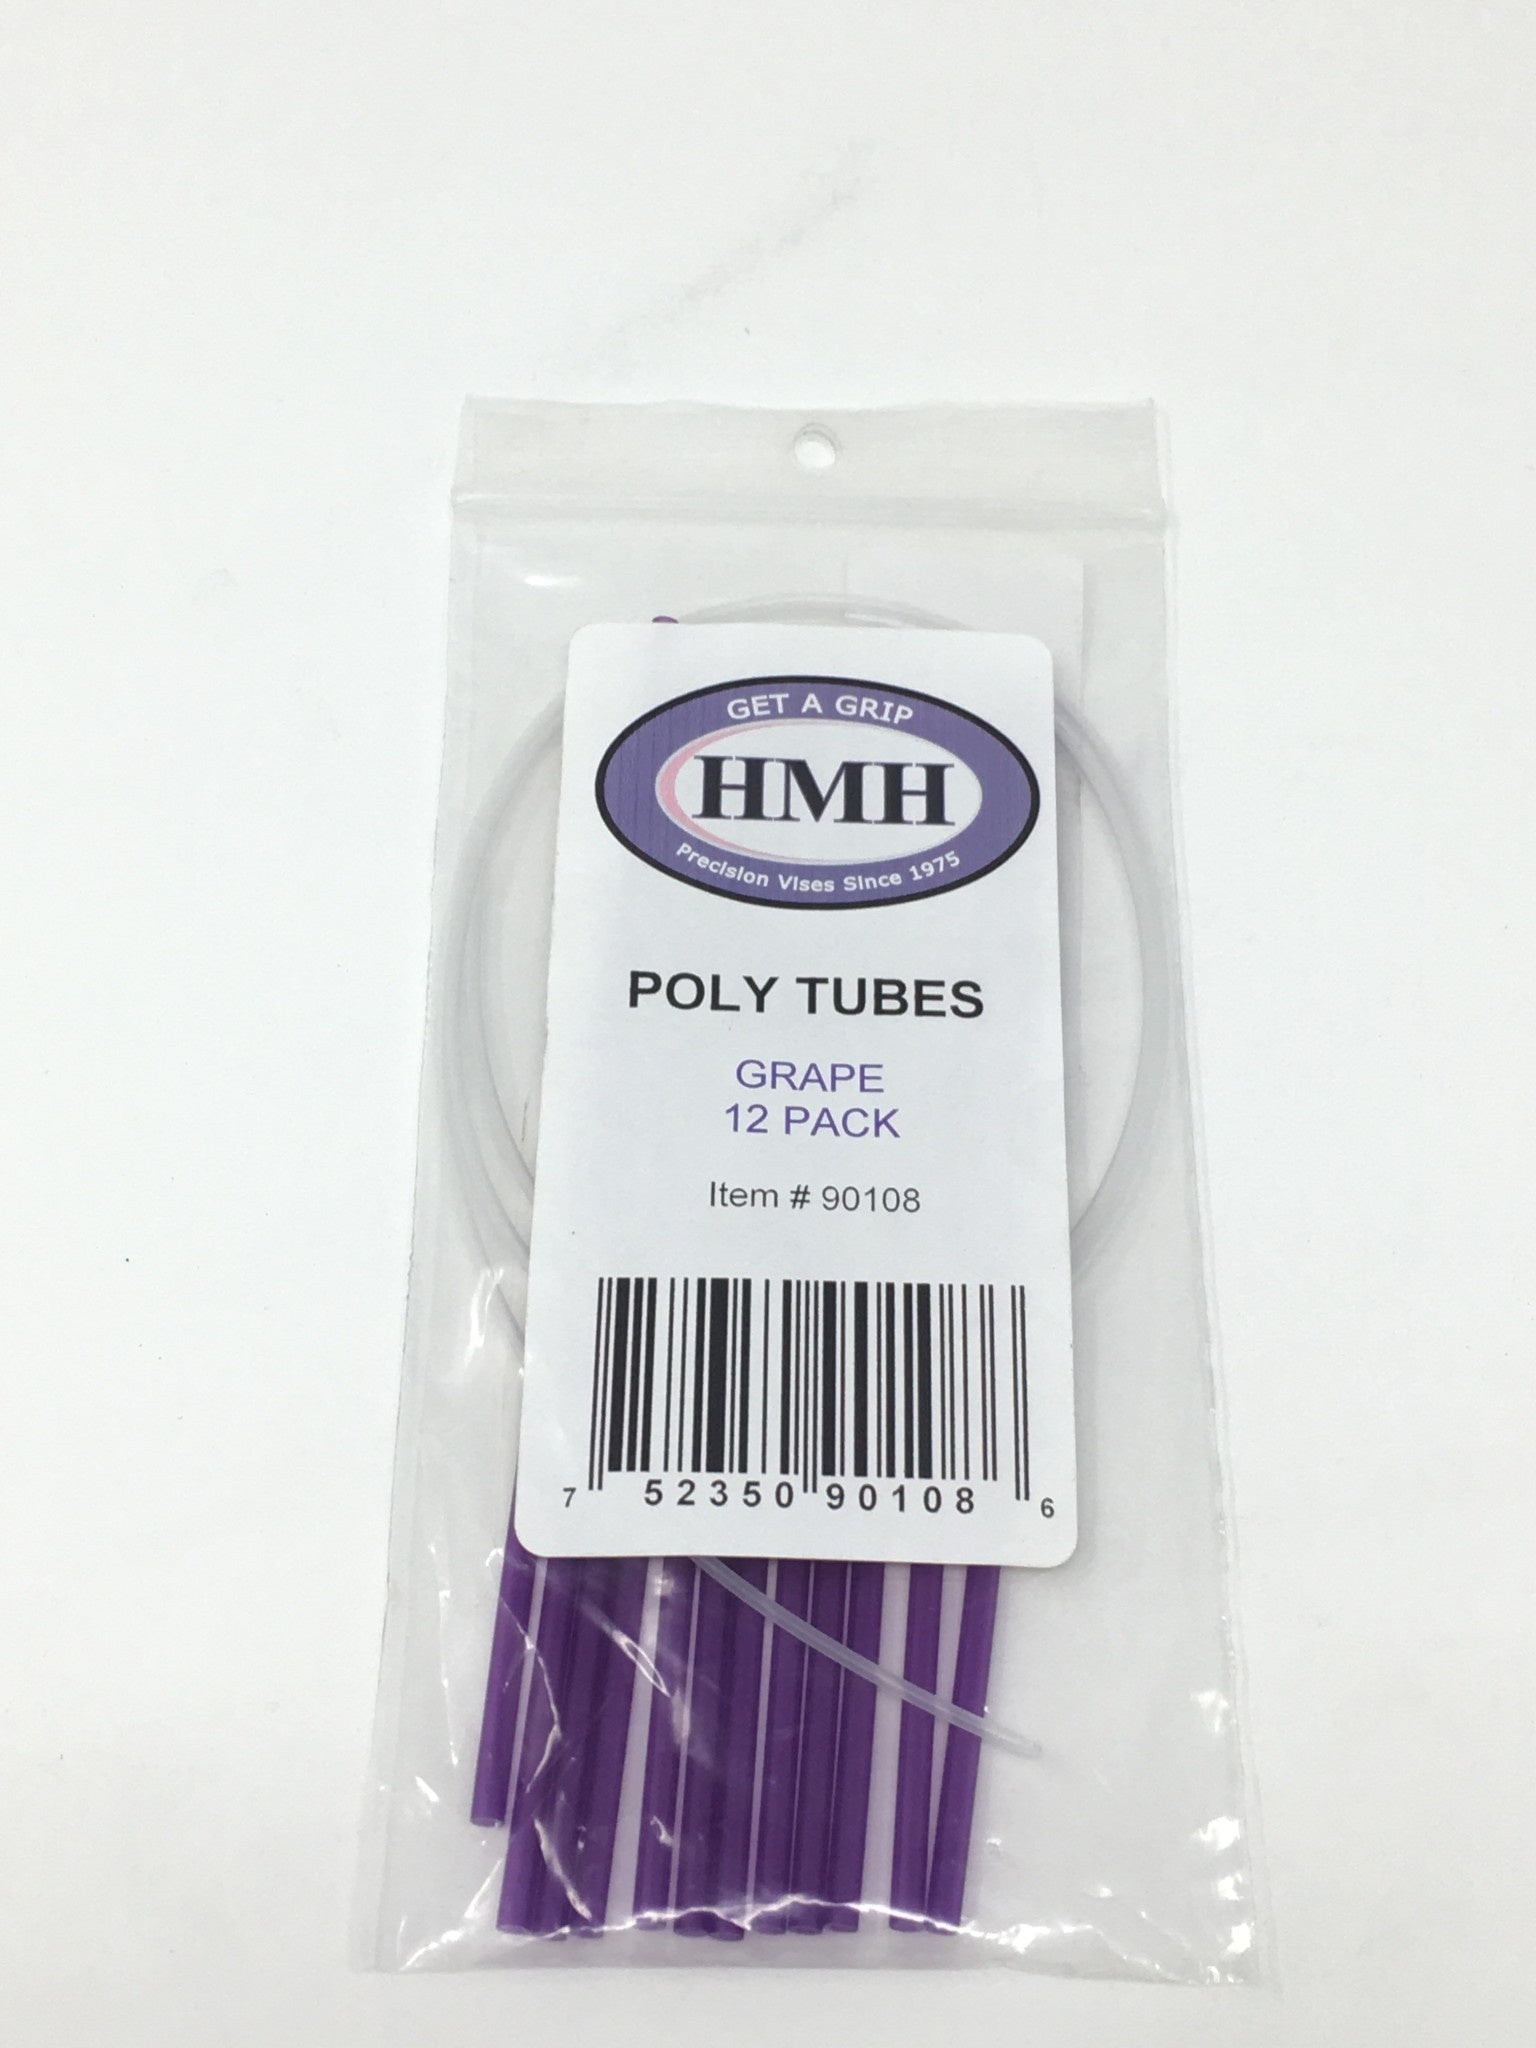 GET A GRIP
HMH
Precision Vises Since 1975
POLY TUBES
GRAPE
12 PACK
Item # 90108
7 52350 90108 6